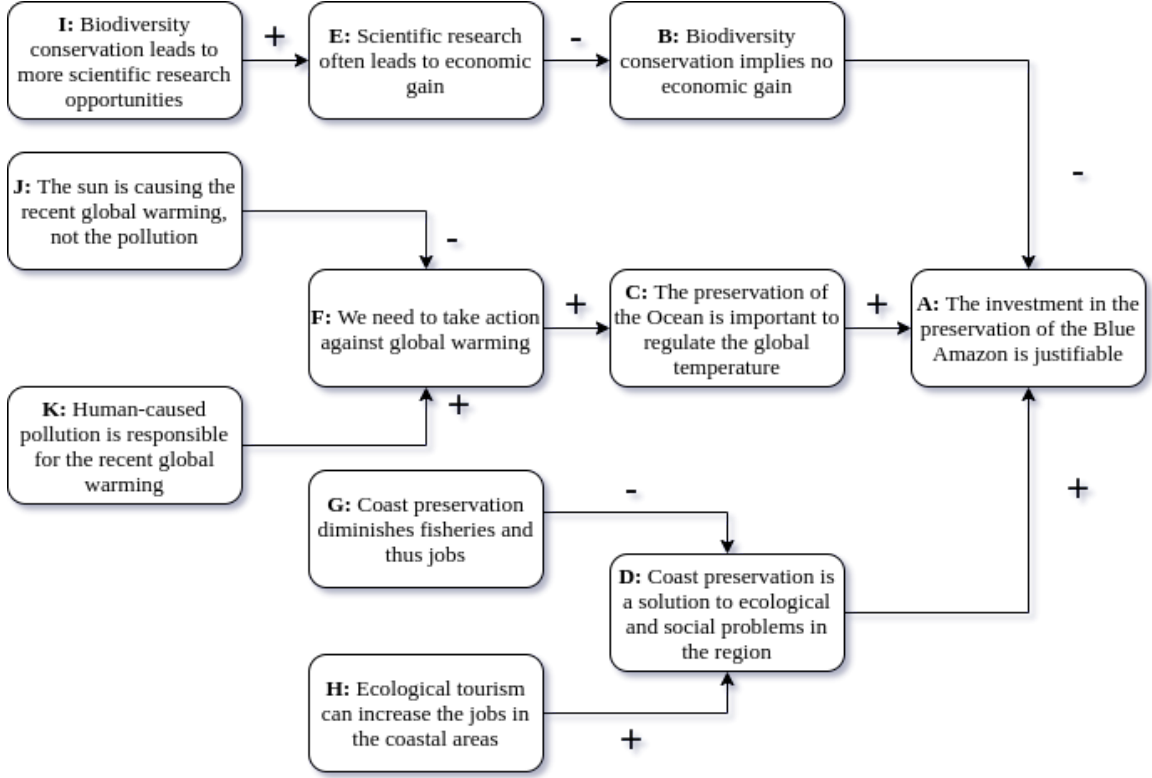 I: Biodiversity
conservation leads to
more scientific research
opportunities
+
E: Scientific research
often leads to economic
gain
-
B: Biodiversity
conservation implies no
economic gain
-
J: The sun is causing the
recent global warming,
not the pollution
-
F: We need to take action
against global warming
+
C: The preservation of
the Ocean is important to
regulate the global
temperature
+
A: The investment in the
preservation of the Blue
Amazon is justifiable
K: Human-caused
pollution is responsible
for the recent global
warming
+
G: Coast preservation
diminishes fisheries and
thus jobs
-
D: Coast preservation is
a solution to ecological
and social problems in
the region
+
H: Ecological tourism
can increase the jobs in
the coastal areas
+